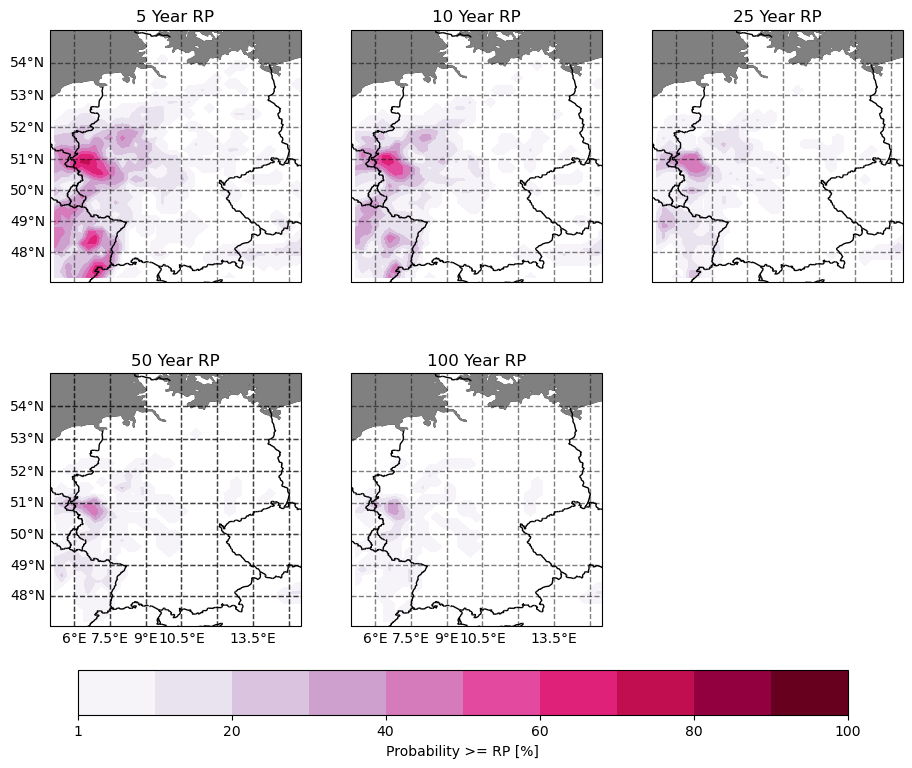 5 Year RP
10 Year RP
25 Year RP
54°N
53°N
52°N
51°N
50°N
49°N
48°N
50 Year RP
100 Year RP
54°N
53°N
52°N
51°N
50°N
49°N
48°N
6°E 7.5°E 9°E 10.5°E 13.5°E
6°E 7.5°E 9°E 10.5°E 13.5°E
1 20 40 60 80 100
Probability >= RP [%]